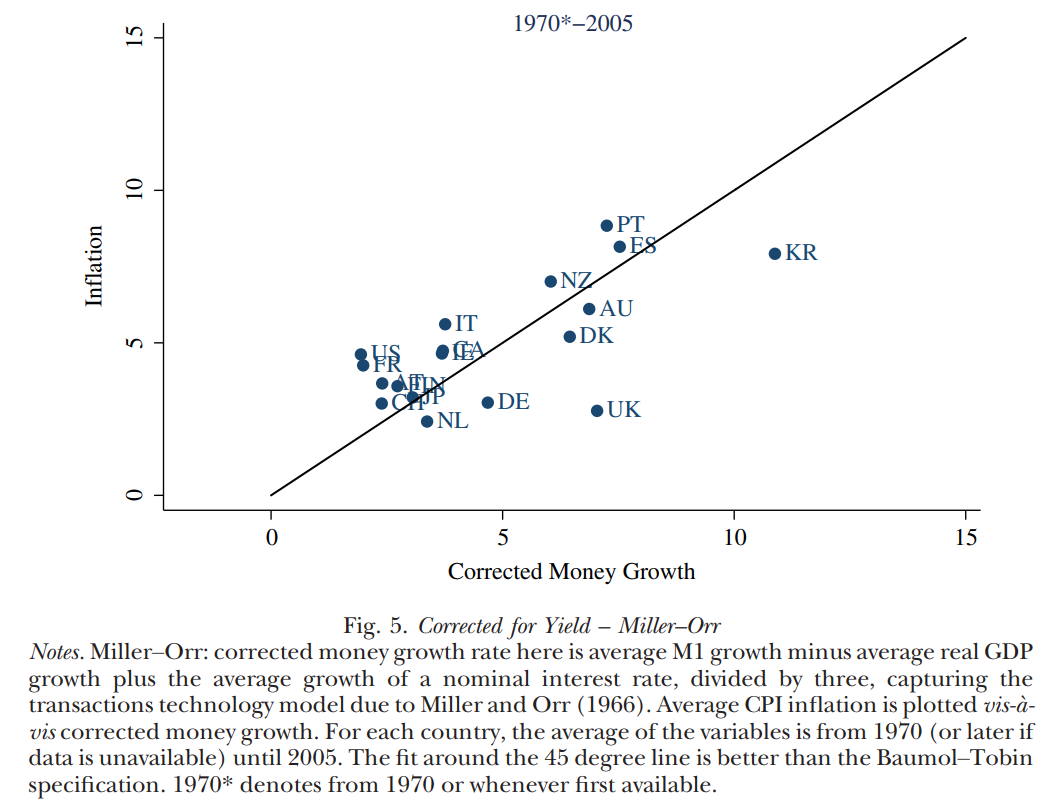 1970*–2005
15
10
5
0
Inflation
PT
ES
KR
NZ
AU
IT
DK
CA
IE
US
FR
AT
FIN
JP
CH
DE
UK
NL
0
5
10
15
Corrected Money Growth
Fig. 5. Corrected for Yield – Miller–Orr
Notes. Miller–Orr: corrected money growth rate here is average M1 growth minus average real GDP
growth plus the average growth of a nominal interest rate, divided by three, capturing the
transactions technology model due to Miller and Orr (1966). Average CPI inflation is plotted vis-à-
vis corrected money growth. For each country, the average of the variables is from 1970 (or later if
data is unavailable) until 2005. The fit around the 45 degree line is better than the Baumol–Tobin
specification. 1970* denotes from 1970 or whenever first available.